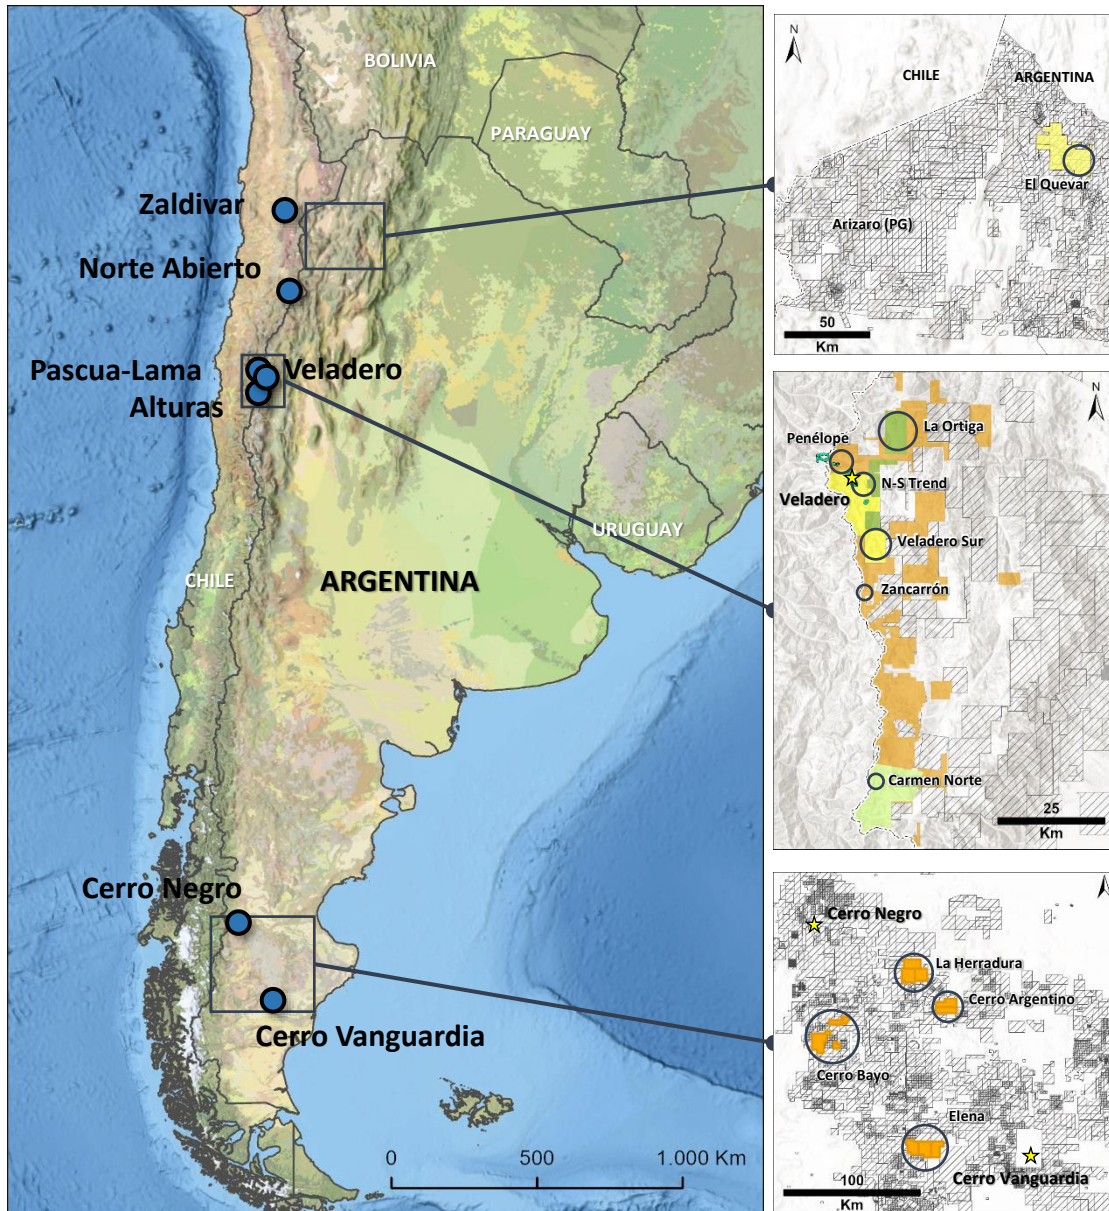 BOLIVIA
PARAGUAY
Zaldivar
Norte Abierto
Pascua-Lama
Veladero
Alturas
URUGUAY
CHILE
ARGENTINA
Cerro Negro
Cerro Vanguardia
0 500 1.000 Km
N
CHILE
ARGENTINA
El Quevar
Arizaro (PG)
50
Km
N
La Ortiga
Penélope
N-S Trend
Veladero
Veladero Sur
Zancarrón
Carmen Norte
25
Km
Cerro Negro
La Herradura
Cerro Argentino
Cerro Bayo
Elena
Cerro Vanguardia
100
Km